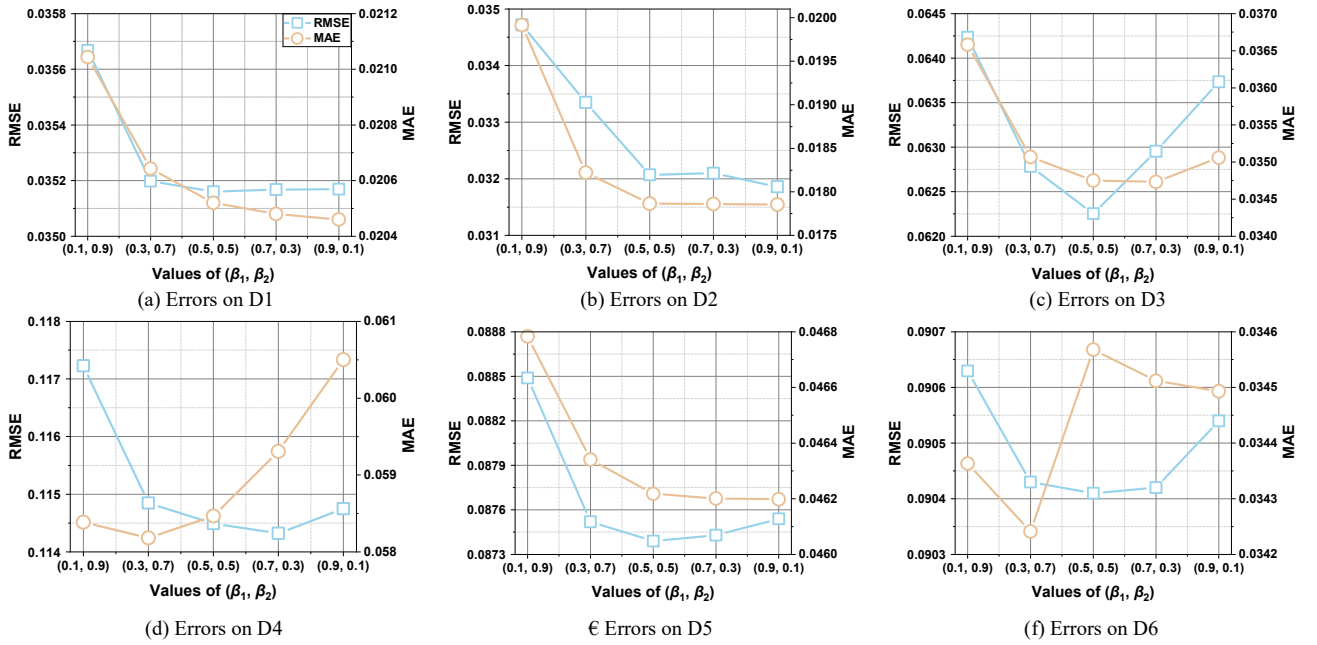 0.0358
0.0356
0.0354
0.0352
0.0350
RMSE
0.0212
0.0210
0.0208
0.0206
0.0204
MAE
RMSE
MAE
(0.1, 0.9) (0.3, 0.7) (0.5, 0.5) (0.7, 0.3) (0.9, 0.1)
Values of (β1, β2)
(a) Errors on D1
0.035
0.034
0.033
0.032
0.031
RMSE
0.0200
0.0195
0.0190
0.0185
0.0180
0.0175
MAE
(0.1, 0.9) (0.3, 0.7) (0.5, 0.5) (0.7, 0.3) (0.9, 0.1)
Values of (β1, β2)
(b) Errors on D2
0.0645
0.0640
0.0635
0.0630
0.0625
0.0620
RMSE
0.0370
0.0365
0.0360
0.0355
0.0350
0.0345
0.0340
MAE
(0.1, 0.9) (0.3, 0.7) (0.5, 0.5) (0.7, 0.3) (0.9, 0.1)
Values of (β1, β2)
(c) Errors on D3
0.118
0.117
0.116
0.115
0.114
RMSE
0.061
0.060
0.059
0.058
MAE
(0.1, 0.9) (0.3, 0.7) (0.5, 0.5) (0.7, 0.3) (0.9, 0.1)
Values of (β1, β2)
(d) Errors on D4
0.0888
0.0885
0.0882
0.0879
0.0876
0.0873
RMSE
0.0468
0.0466
0.0464
0.0462
0.0460
MAE
(0.1, 0.9) (0.3, 0.7) (0.5, 0.5) (0.7, 0.3) (0.9, 0.1)
Values of (β1, β2)
€ Errors on D5
0.0907
0.0906
0.0905
0.0904
0.0903
RMSE
0.0346
0.0345
0.0344
0.0343
0.0342
MAE
(0.1, 0.9) (0.3, 0.7) (0.5, 0.5) (0.7, 0.3) (0.9, 0.1)
Values of (β1, β2)
(f) Errors on D6